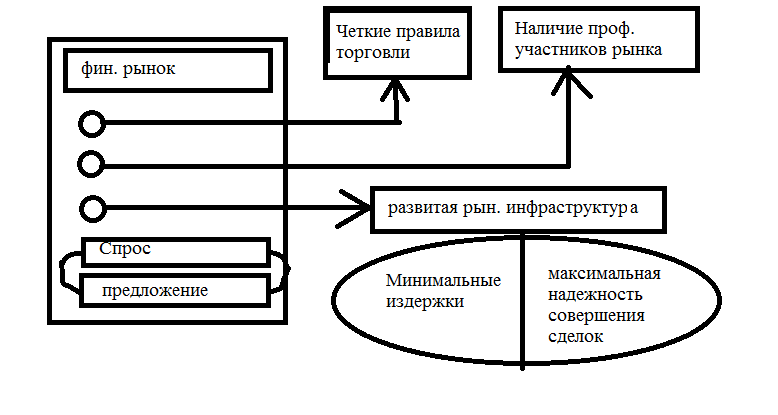 Четкие правила
торговли
Наличие проф.
участников рынка
фин. рынок
развитая рын. инфраструктура
Спрос
предложение
Минимальные
издержки
максимальная
надежность
совершения
сделок